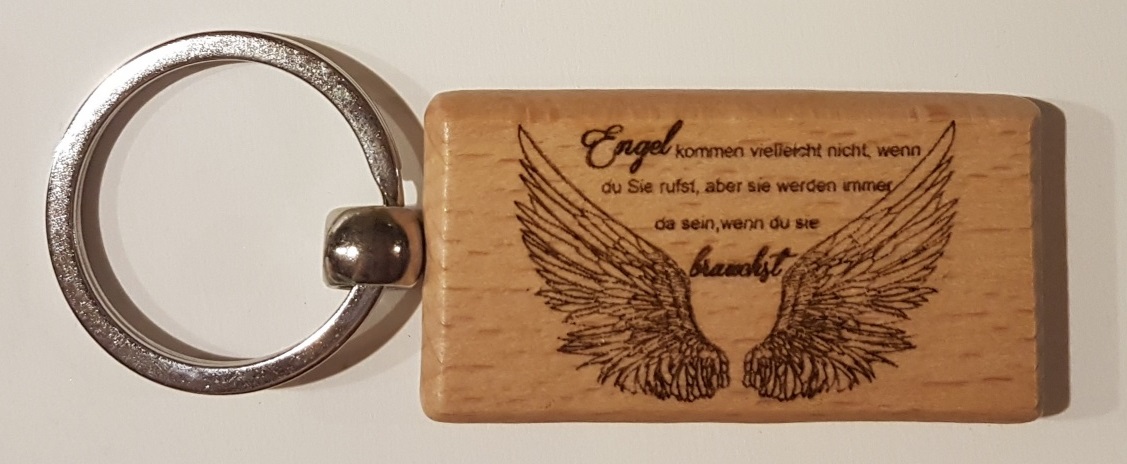 Engel kommen vielleicht nicht, wenn
du Sie rufst, aber sie werden immer
da sein,wenn du sie
brauchst